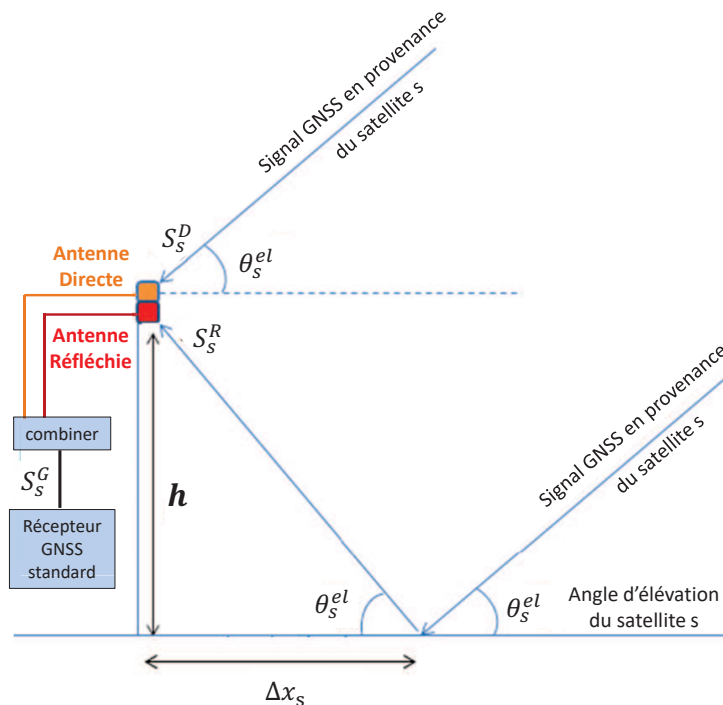 Signal GNSS en provenance
du satellite s
S_s^D
θ_s^{el}
Antenne
Directe
Antenne
Réfléchie
S_s^R
combiner
S_s^G
Récepteur
GNSS
standard
h
Signal GNSS en provenance
du satellite s
θ_s^{el}
θ_s^{el}
Angle d’élévation
du satellite s
Δx_s